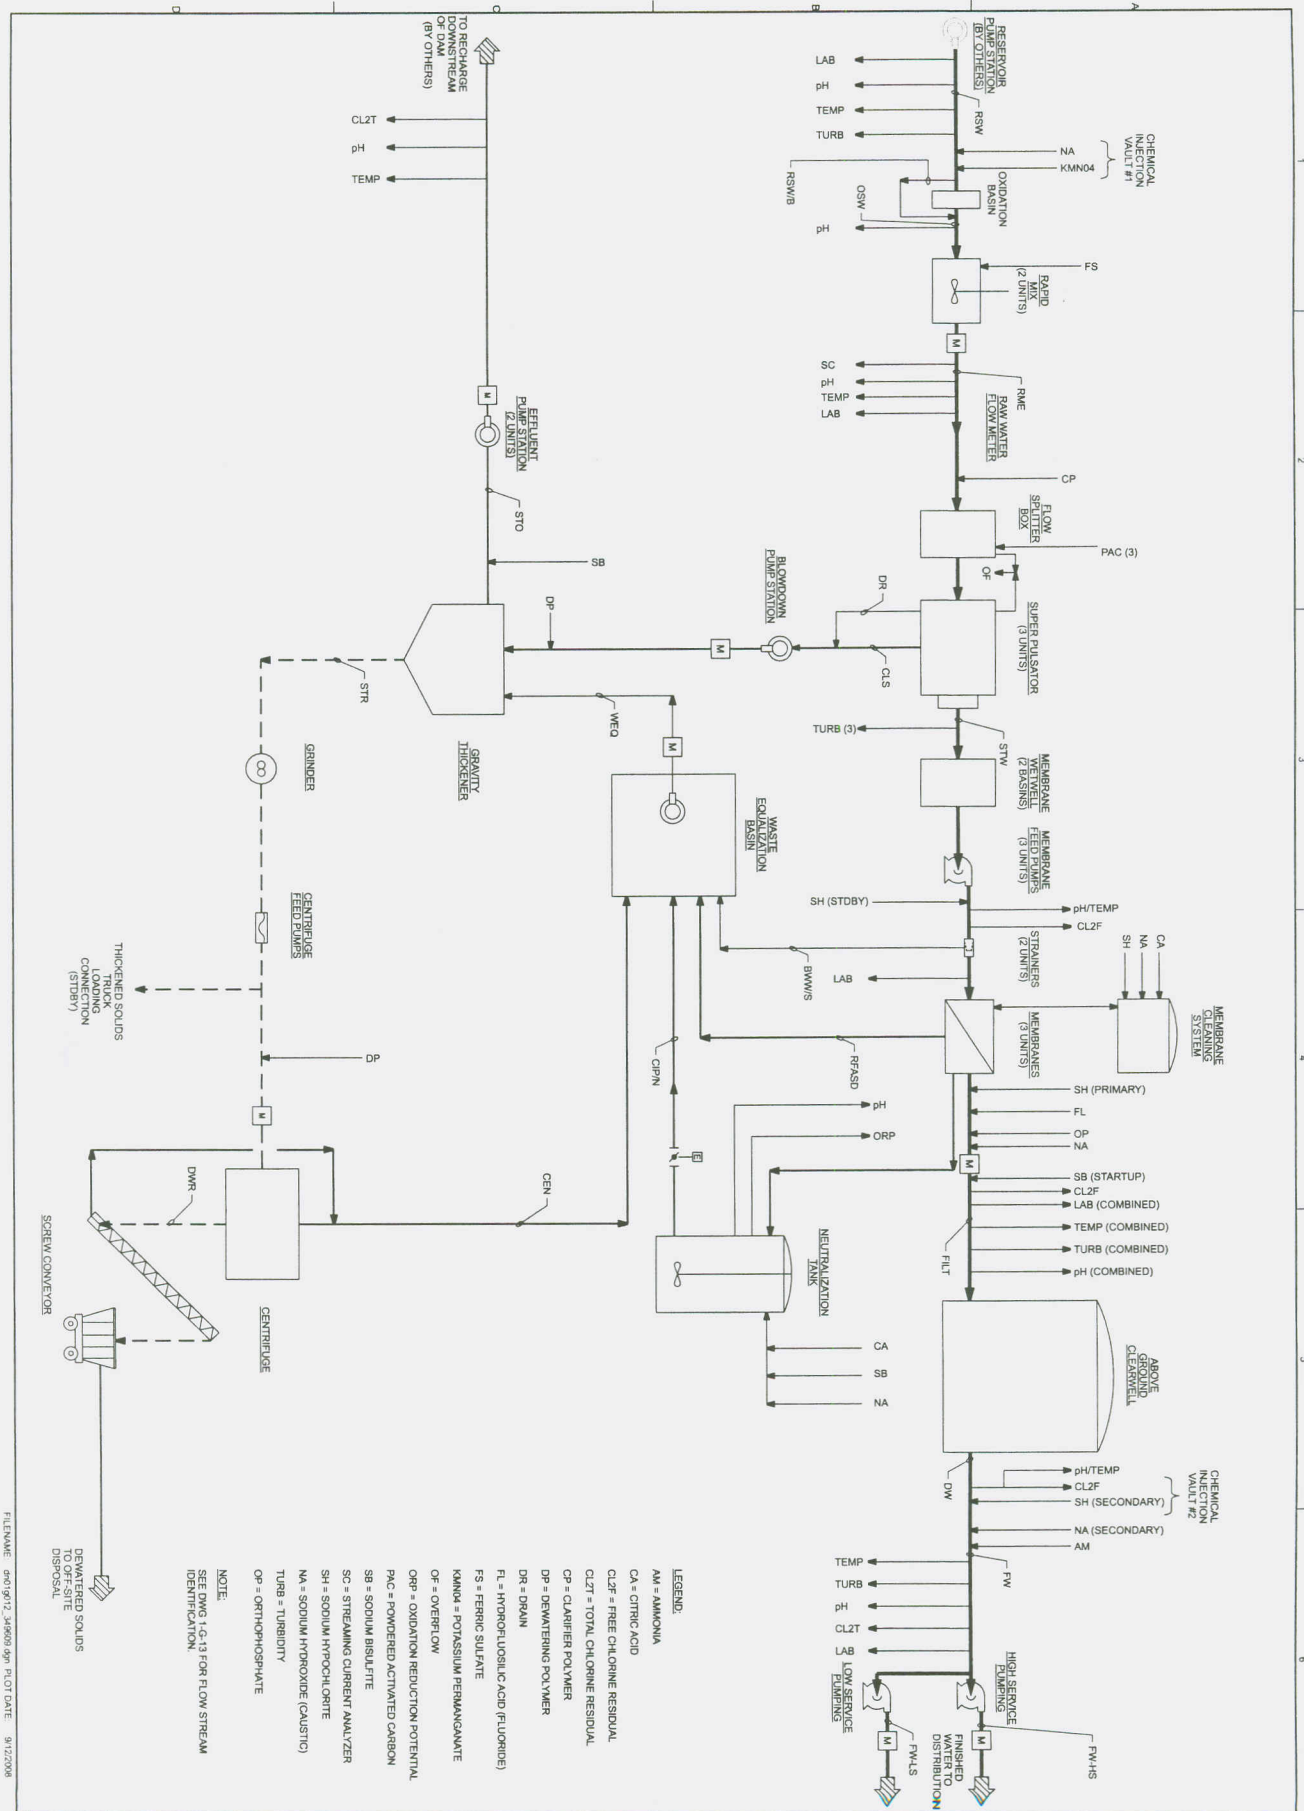 A
B
C
D
1
2
3
4
5
6
RESERVOIR
PUMP STATION
(BY OTHERS)
LAB
pH
TEMP
TURB
RSW
CHEMICAL
INJECTION
VAULT #1
NA
KMN04
RSW/B
OXIDATION
BASIN
OSW
pH
FS
RAPID
MIX
(2 UNITS)
M
SC
pH
TEMP
LAB
RME
RAW WATER
FLOW METER
CP
FLOW
SPLITTER
BOX
PAC (3)
OF
SUPER PULSATOR
(3 UNITS)
DR
CLS
STW
TURB (3)
MEMBRANE
WETWELL
(2 BASINS)
MEMBRANE
FEED PUMPS
(3 UNITS)
SH (STDBY)
pH/TEMP
CL2F
STRAINERS
(2 UNITS)
BWW/S
LAB
CA
NA
SH
MEMBRANE
CLEANING
SYSTEM
MEMBRANES
(3 UNITS)
RFASD
SH (PRIMARY)
FL
OP
NA
M
SB (STARTUP)
CL2F
LAB (COMBINED)
TEMP (COMBINED)
TURB (COMBINED)
pH (COMBINED)
FILT
ABOVE
GROUND
CLEARWELL
DW
CHEMICAL
INJECTION
VAULT #2
pH/TEMP
CL2F
SH (SECONDARY)
NA (SECONDARY)
AM
FW
TEMP
TURB
pH
CL2T
LAB
HIGH SERVICE
PUMPING
LOW SERVICE
PUMPING
M
M
FW-HS
FW-LS
FINISHED
WATER TO
DISTRIBUTION
TO RECHARGE
DOWNSTREAM
OF DAM
(BY OTHERS)
CL2T
pH
TEMP
M
EFFLUENT
PUMP STATION
(2 UNITS)
STO
SB
BLOWDOWN
PUMP STATION
M
DP
GRAVITY
THICKENER
WEQ
M
WASTE
EQUALIZATION
BASIN
CIP/N
E
pH
ORP
NEUTRALIZATION
TANK
CA
SB
NA
STR
GRINDER
CENTRIFUGE
FEED PUMPS
THICKENED SOLIDS
TRUCK
LOADING
CONNECTION
(STDBY)
DP
M
CEN
DWR
CENTRIFUGE
SCREW CONVEYOR
DEWATERED SOLIDS
TO OFF-SITE
DISPOSAL
LEGEND:
AM = AMMONIA
CA = CITRIC ACID
CL2F = FREE CHLORINE RESIDUAL
CL2T = TOTAL CHLORINE RESIDUAL
CP = CLARIFIER POLYMER
DP = DEWATERING POLYMER
DR = DRAIN
FL = HYDROFLUOSILIC ACID (FLUORIDE)
FS = FERRIC SULFATE
KMN04 = POTASSIUM PERMANGANATE
OF = OVERFLOW
ORP = OXIDATION REDUCTION POTENTIAL
PAC = POWDERED ACTIVATED CARBON
SB = SODIUM BISULFITE
SC = STREAMING CURRENT ANALYZER
SH = SODIUM HYPOCHLORITE
NA = SODIUM HYDROXIDE (CAUSTIC)
TURB = TURBIDITY
OP = ORTHOPHOSPHATE
NOTE:
SEE DWG 1-G-13 FOR FLOW STREAM
IDENTIFICATION.
FILENAME: dn01g012_349609.dgn PLOT DATE: 9/12/2008